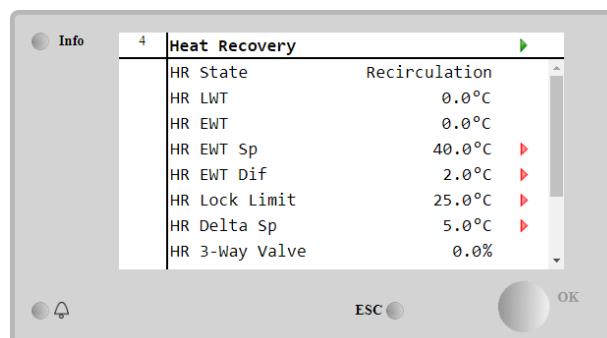 Info
4 Heat Recovery
HR State Recirculation
HR LWT 0.0°C
HR EWT 0.0°C
HR EWT Sp 40.0°C
HR EWT Dif 2.0°C
HR Lock Limit 25.0°C
HR Delta Sp 5.0°C
HR 3-Way Valve 0.0%
ESC
OK